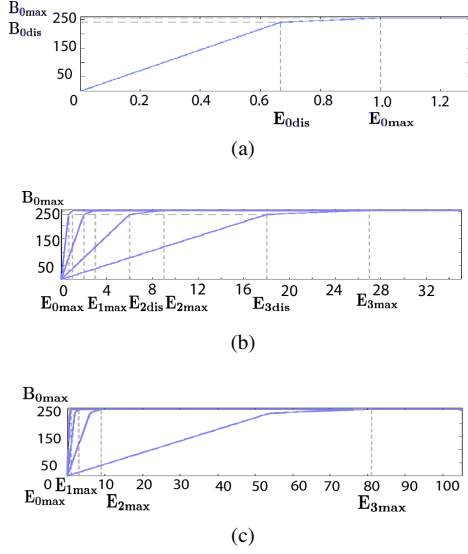 B0max
B0dis
250
150
50
0 0.2 0.4 0.6 0.8 1.0 1.2
E0dis E0max
(a)
B0max
250
150
50
0 4 8 12 16 20 24 28 32
E0max E1max E2dis E2max E3dis E3max
(b)
B0max
250
150
50
0 10 20 30 40 50 60 70 80 90 100
E0max E1max E2max E3max
(c)